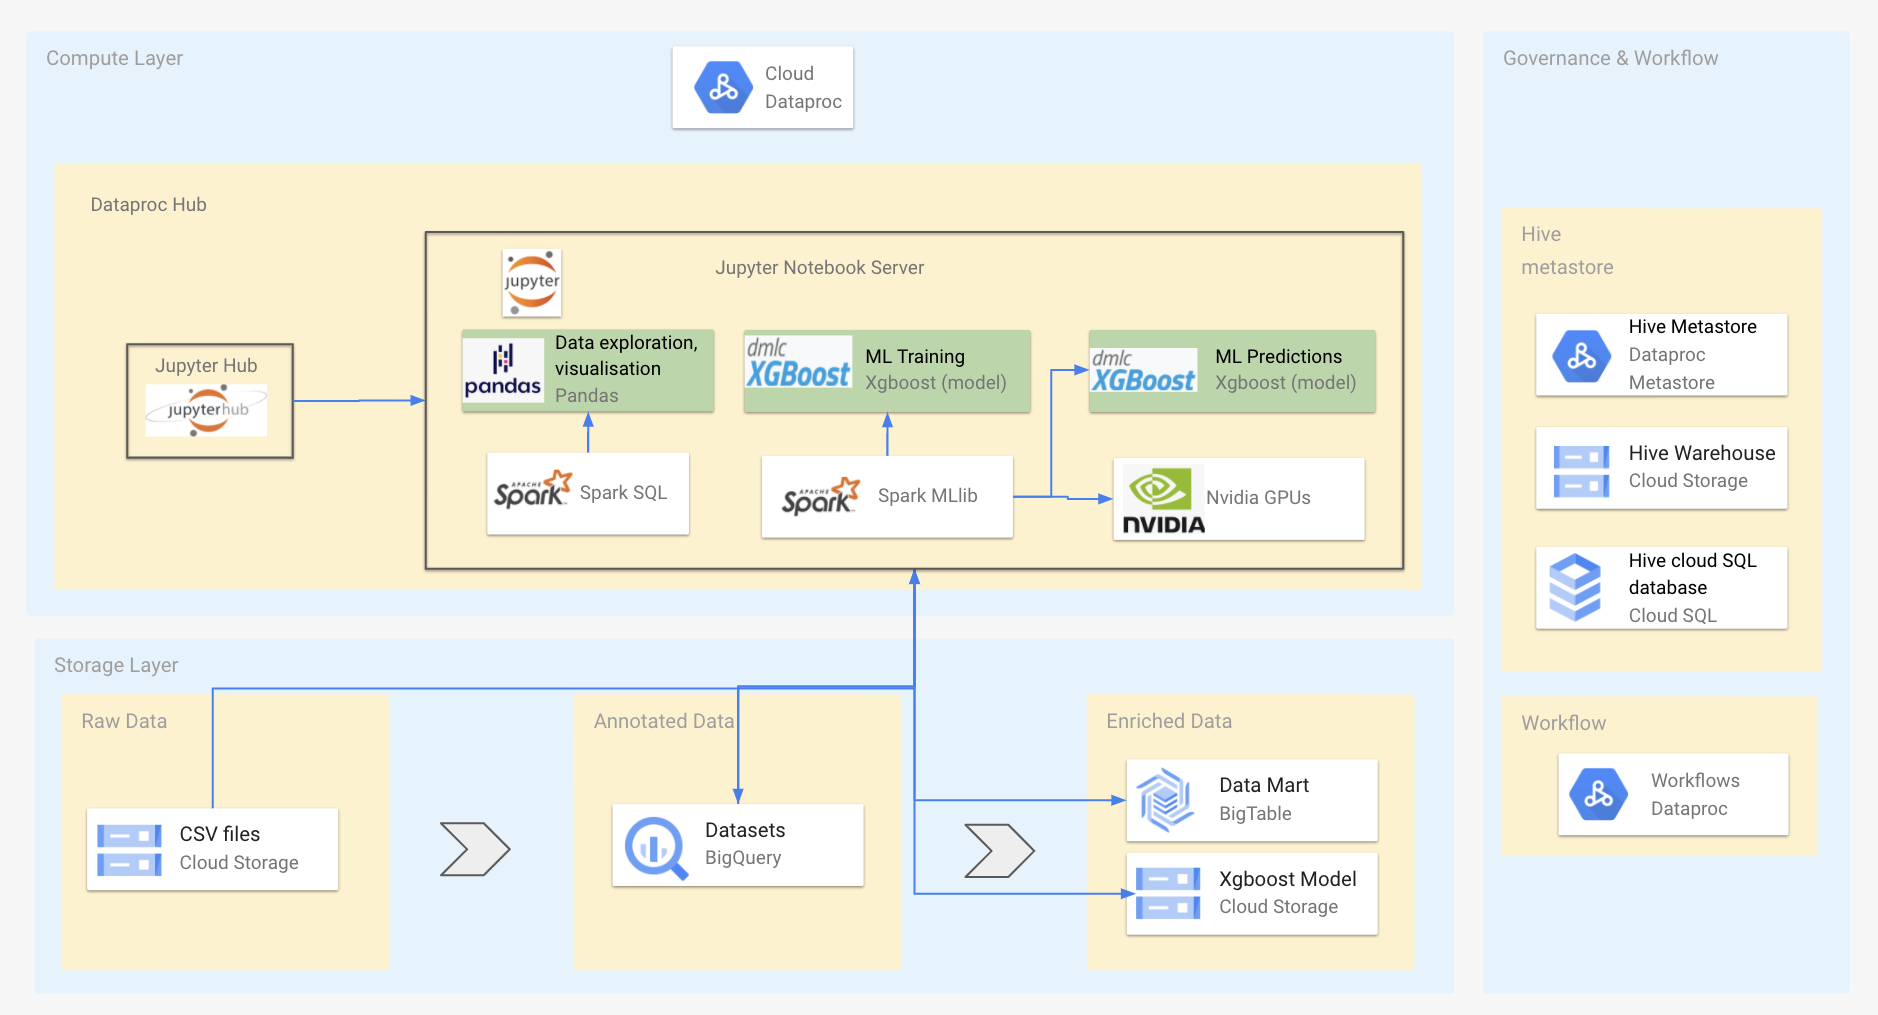 Compute Layer
Cloud
Dataproc
Dataproc Hub
Jupyter Hub
jupyterhub
jupyter
Jupyter Notebook Server
pandas
Data exploration,
visualisation
Pandas
dmlc
XGBoost
ML Training
Xgboost (model)
dmlc
XGBoost
ML Predictions
Xgboost (model)
APACHE
Spark
Spark SQL
APACHE
Spark
Spark MLlib
NVIDIA
Nvidia GPUs
Storage Layer
Raw Data
CSV files
Cloud Storage
Annotated Data
Datasets
BigQuery
Enriched Data
Data Mart
BigTable
Xgboost Model
Cloud Storage
Governance & Workflow
Hive
metastore
Hive Metastore
Dataproc
Metastore
Hive Warehouse
Cloud Storage
Hive cloud SQL
database
Cloud SQL
Workflow
Workflows
Dataproc